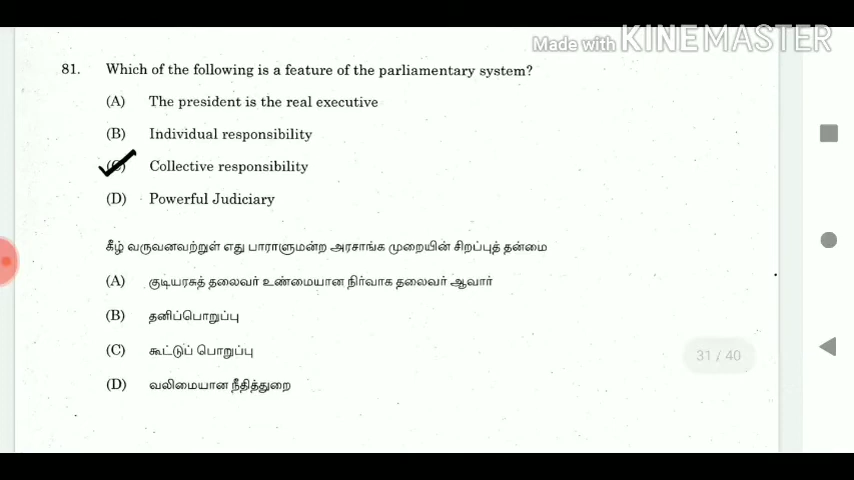 Made with KINEMASTER
81. Which of the following is a feature of the parliamentary system?
(A) The president is the real executive
(B) Individual responsibility
(C) Collective responsibility
(D) Powerful Judiciary
கீழ் வருவனவற்றுள் எது பாராளுமன்ற அரசாங்க முறையின் சிறப்புத் தன்மை
(A) குடியரசுத் தலைவர் உண்மையான நிர்வாக தலைவர் ஆவார்
(B) தனிப்பொறுப்பு
(C) கூட்டுப் பொறுப்பு
31 / 40
(D) வலிமையான நீதித்துறை